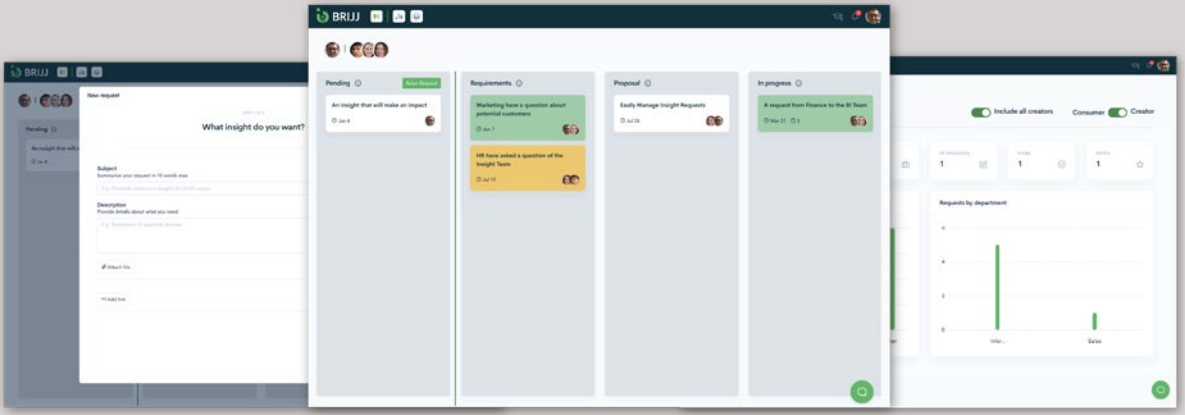 BRIJJ
Pending
An insight that will
New request
What insight do you want?
Subject
Summarise your request in 10 words max
Description
Provide details about what you need
Attach file
Add link
BRIJJ
Pending
Raise Request
An insight that will make an impact
Jan 6
Requirements
Marketing have a question about
potential customers
Jan 7
HR have asked a question of the
Insight Team
Jul 19
Proposal
Easily Manage Insight Requests
Jul 26
In progress
A request from Finance to the BI Team
Mar 31
Include all creators
Consumer
Creator
IN PROGRESS
1
1
1
Requests by department
4
2
0
Infor...
Sales